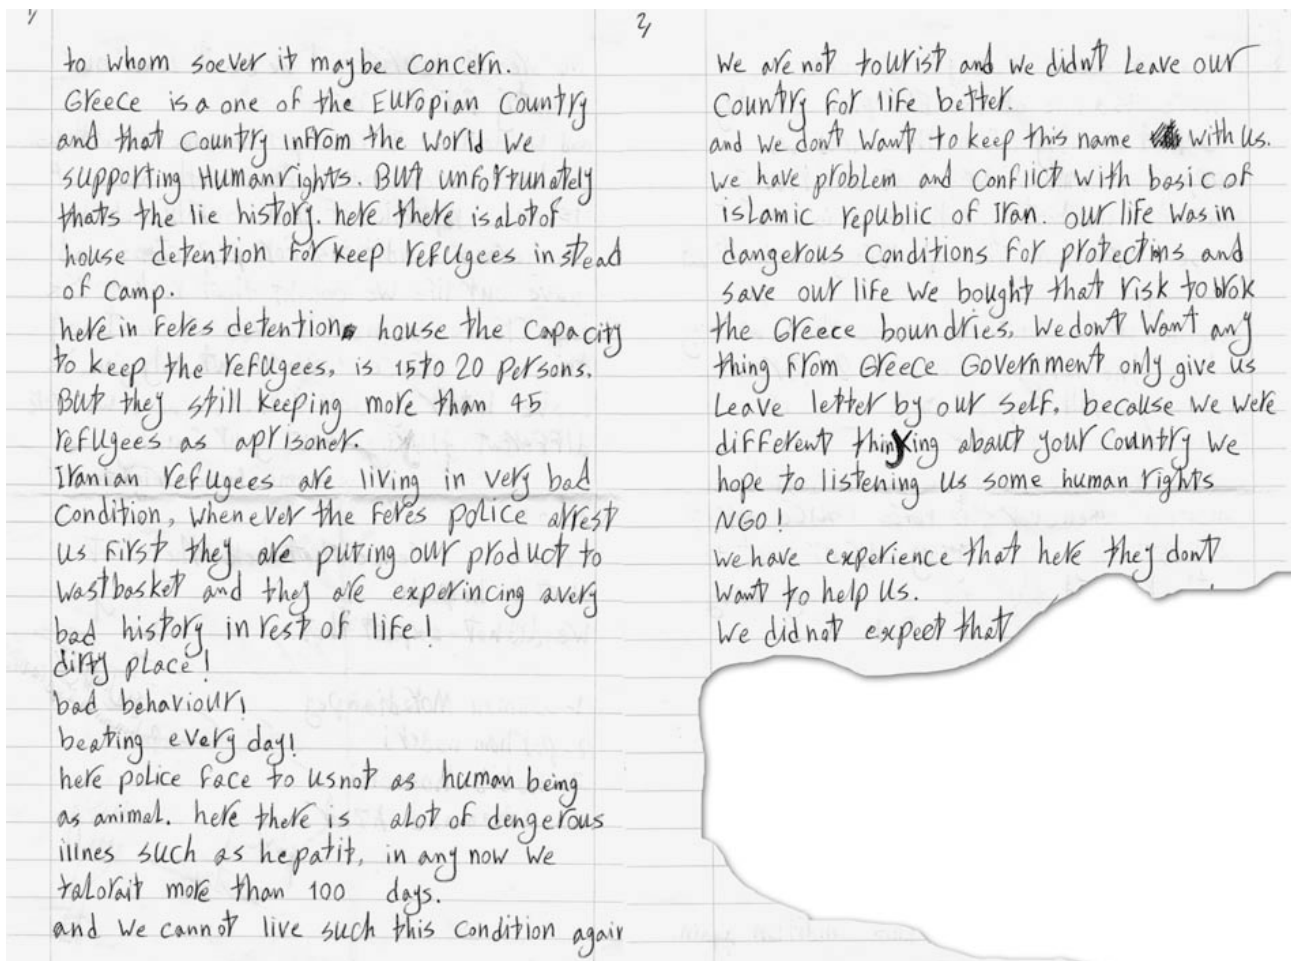 1/
to whom soever it maybe concern.
Greece is a one of the Europian Country
and that Country infrom the World We
supporting Humanrights. BUt unfortunately
thats the lie history. here there is alot of
house detention for keep refugees in stead
of Camp.
here in Feres detention house the Capacity
to keep the refugees, is 15 to 20 Persons.
BUt they still keeping more than 45
refugees as aprisoner.
Iranian refugees are living in very bad
Condition, whenever the Feres police arrest
us first they are puting our product to
wastbasket and they are experincing avery
bad history in rest of life!
dirty place!
bad behaviour!
beating every day!
here police face to us not as human being
as animal. here there is alot of dengerous
illnes such as hepatit, in any now we
talorait more than 100 days.
and we cannot live such this Condition again
2/
we are not tourist and we didnt Leave our
Country for life better.
and we dont Want to keep this name with us.
we have problem and Conflict with basic of
islamic republic of Iran. our life was in
dangerous Conditions for protectins, and
save our life we bought that risk to brok
the Greece boundries. we dont want any
thing from Greece Government only give us
Leave letter by our self, because we were
different thinking about your Country we
hope to listening us some human rights
NGO!
we have experience that here they dont
want to help us.
we did not expect that